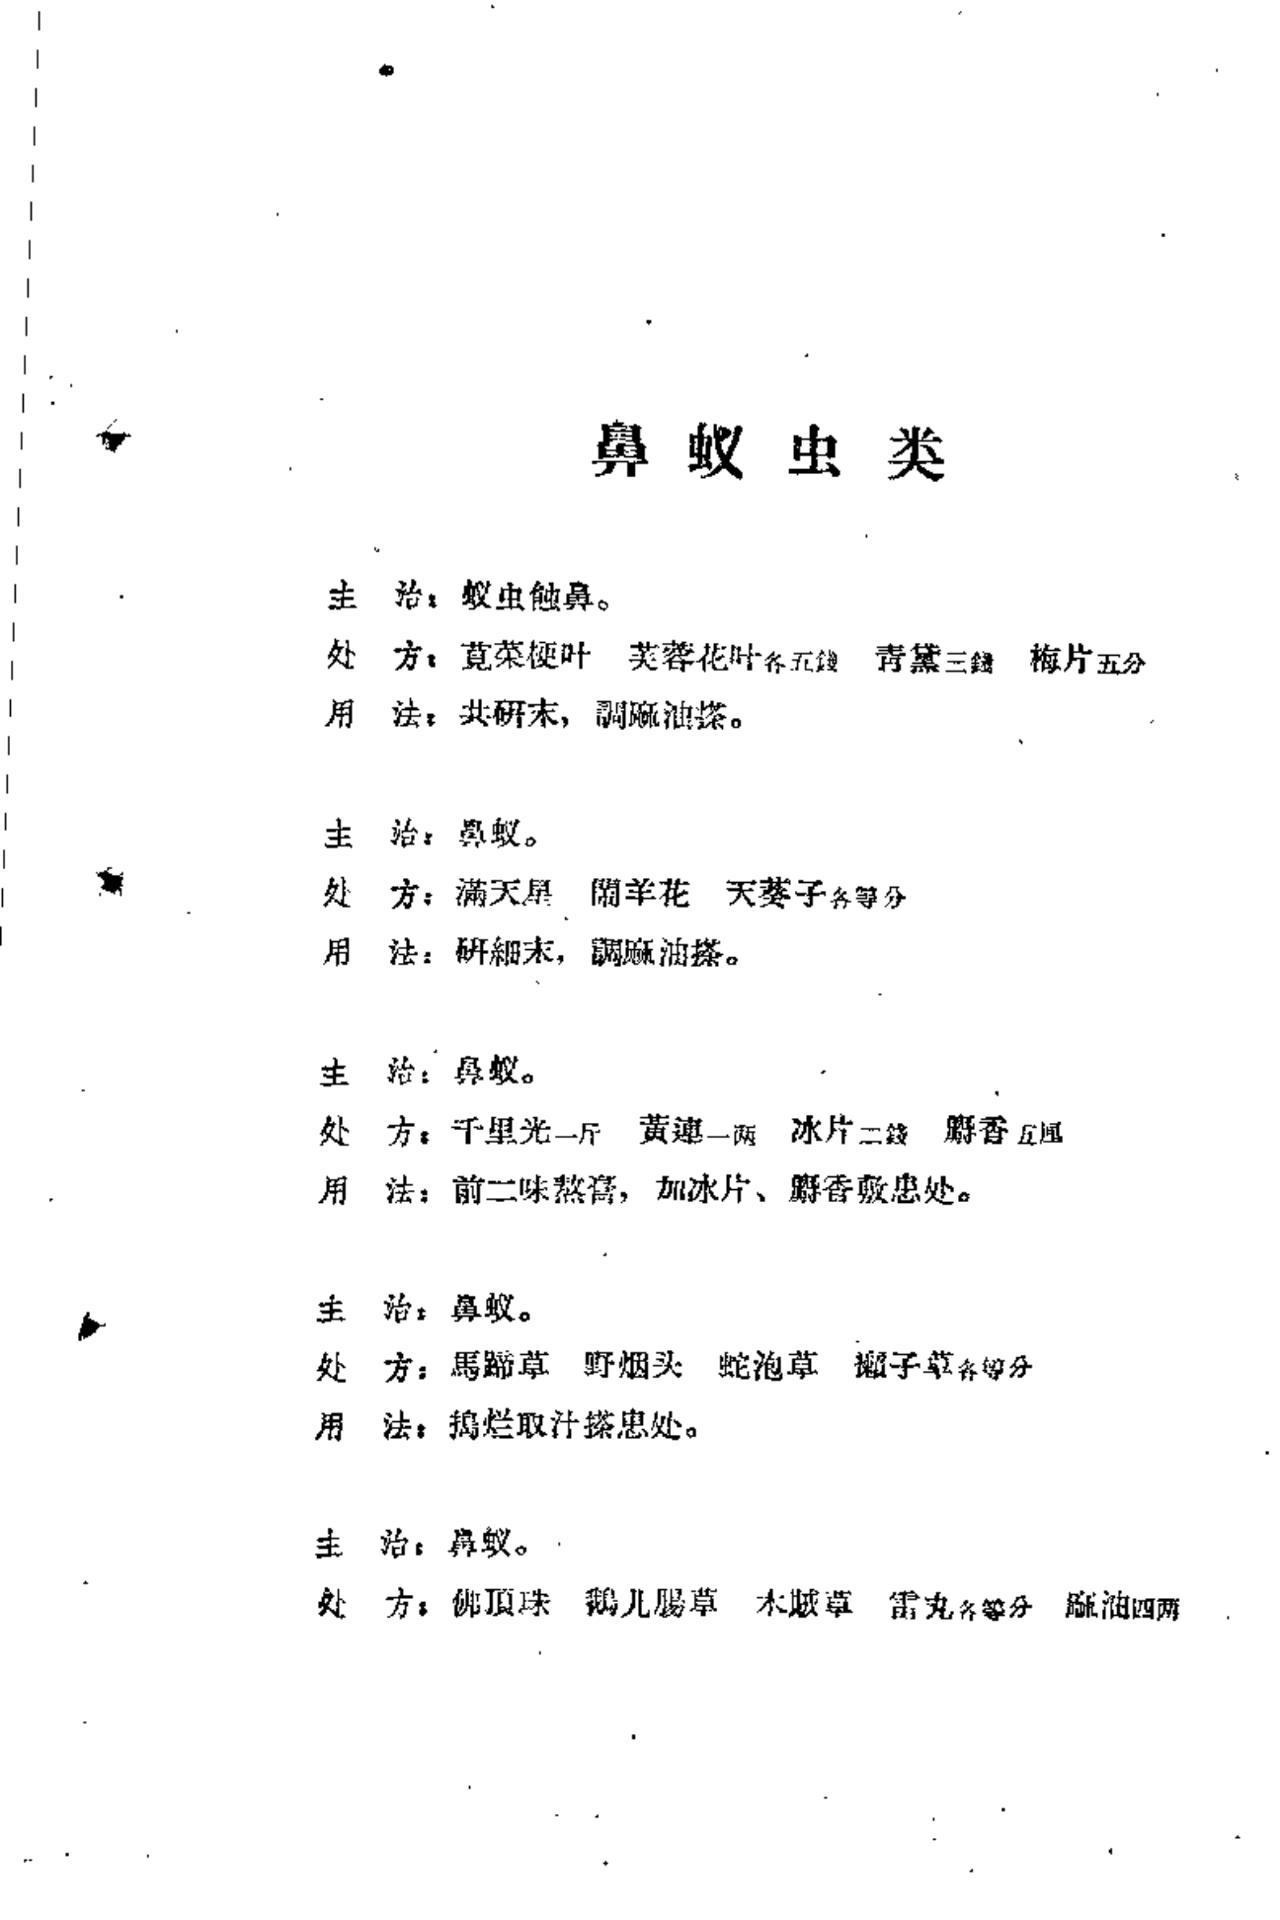 鼻蚁虫类
主　治：蚁虫蝕鼻。
处　方：莧菜梗叶　芙蓉花叶各五錢　青黛三錢　梅片五分
用　法：共研末，調麻油搽。
主　治：鼻蚁。
处　方：滿天星　鬧羊花　天葵子各等分
用　法：研細末，調麻油搽。
主　治：鼻蚁。
处　方：千里光一斤　黃連一两　冰片二錢　麝香五厘
用　法：前二味熬膏，加冰片、麝香敷患处。
主　治：鼻蚁。
处　方：馬蹄草　野烟头　蛇泡草　癩子草各等分
用　法：搗烂取汁搽患处。
主　治：鼻蚁。
处　方：佛頂珠　鵝儿腸草　木贼草　雷丸各等分　麻油四两